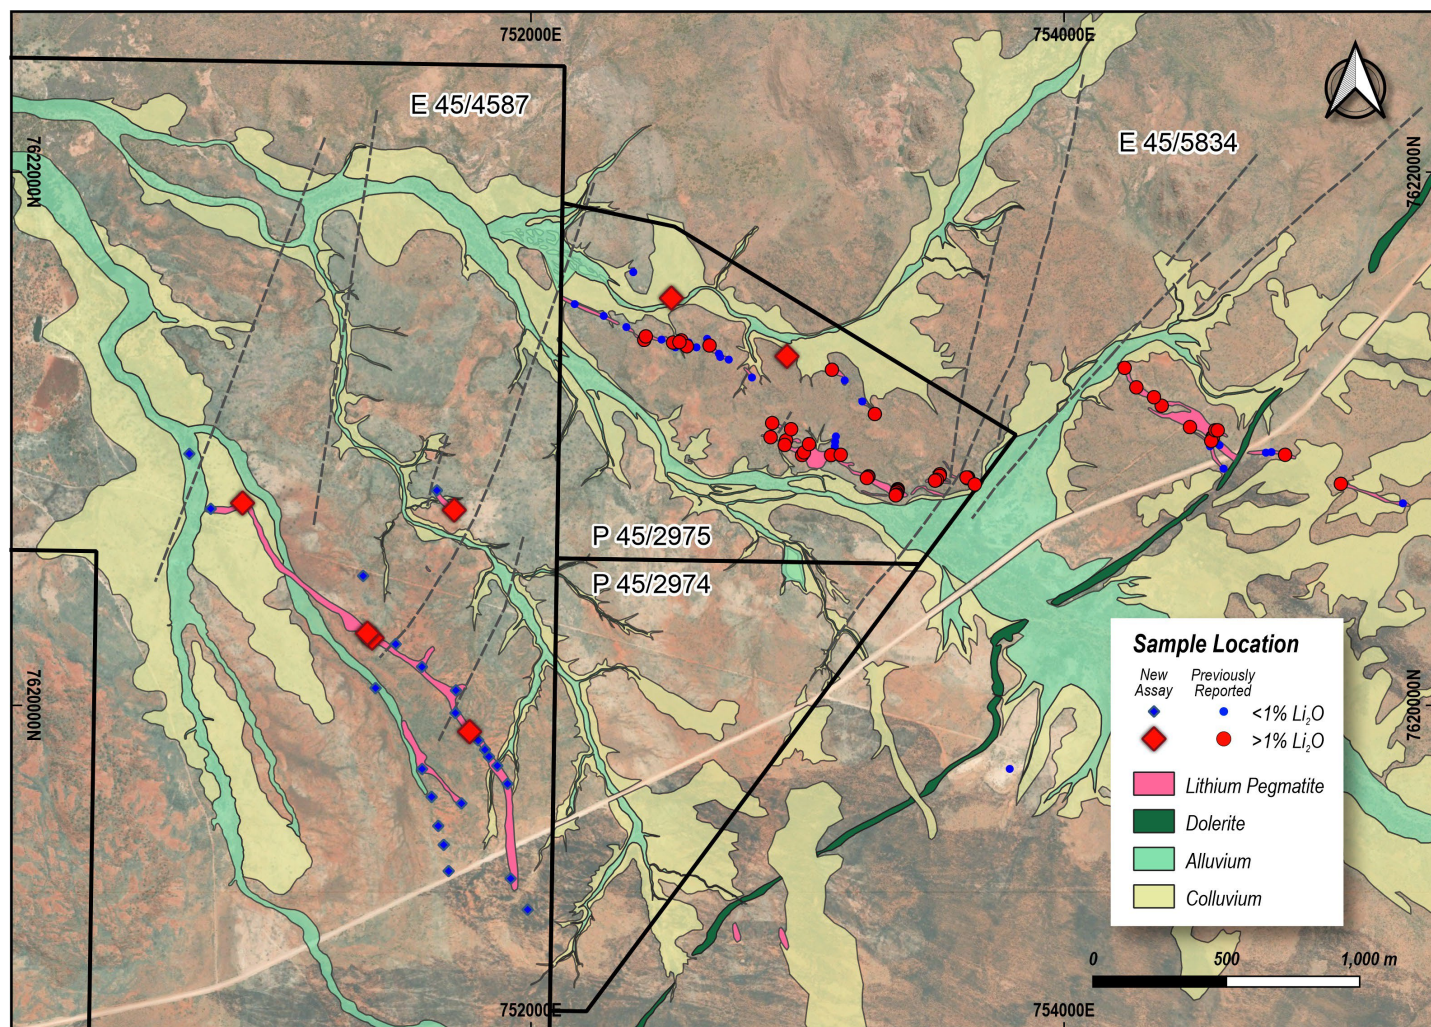 752000E
754000E
E 45/4587
E 45/5834
7622000N
7622000N
P 45/2975
P 45/2974
7620000N
7620000N
Sample Location
New Assay
Previously Reported
<1% Li₂O
>1% Li₂O
Lithium Pegmatite
Dolerite
Alluvium
Colluvium
0 500 1,000 m
752000E
754000E